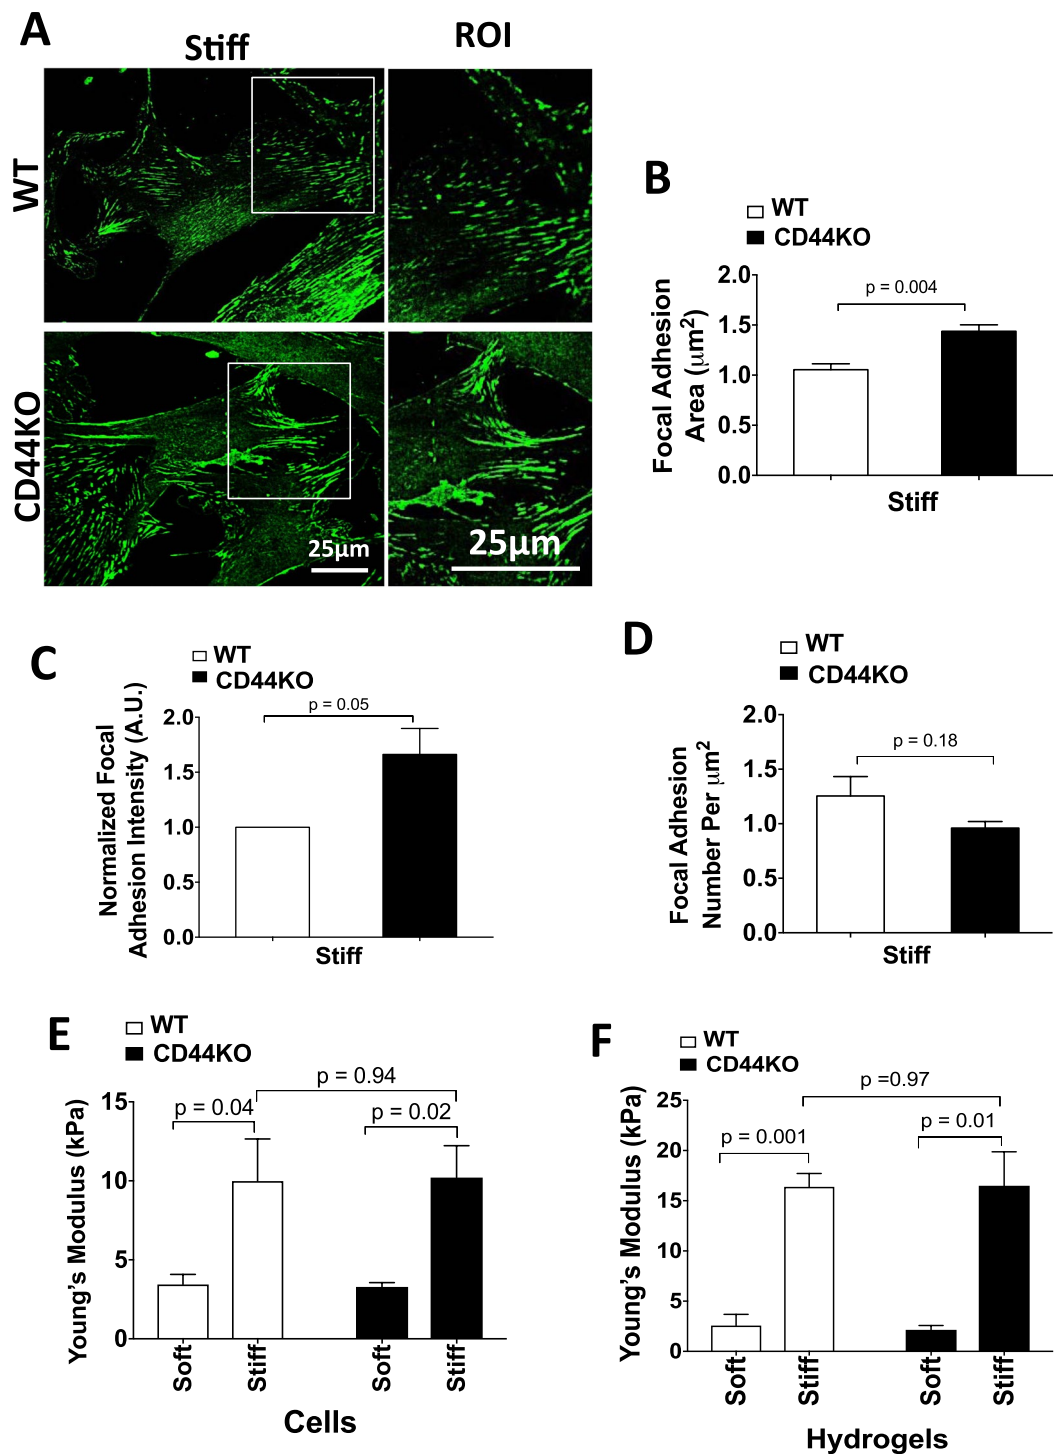 A
Stiff
ROI
WT
CD44KO
25μm
25μm
B
WT
CD44KO
Focal Adhesion
Area (μm²)
2.0
1.5
1.0
0.5
0.0
p = 0.004
Stiff
C
WT
CD44KO
Normalized Focal
Adhesion Intensity (A.U.)
2.0
1.5
1.0
0.5
0.0
p = 0.05
Stiff
D
WT
CD44KO
Focal Adhesion
Number Per μm²
2.0
1.5
1.0
0.5
0.0
p = 0.18
Stiff
E
WT
CD44KO
Young's Modulus (kPa)
15
10
5
0
p = 0.94
p = 0.04
p = 0.02
Soft
Stiff
Soft
Stiff
Cells
F
WT
CD44KO
Young's Modulus (kPa)
25
20
15
10
5
0
p =0.97
p = 0.001
p = 0.01
Soft
Stiff
Soft
Stiff
Hydrogels